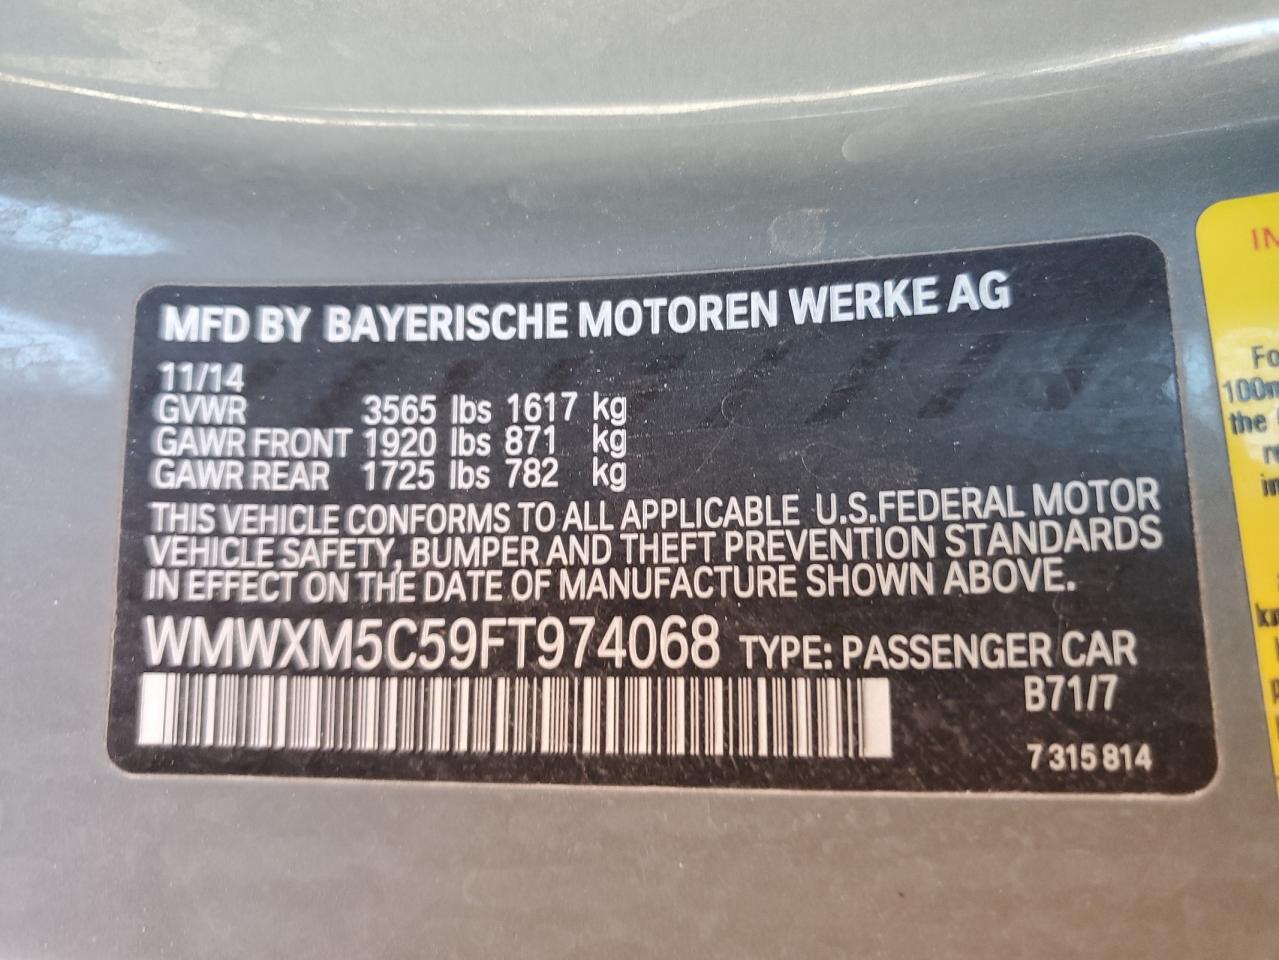 MFD BY BAYERISCHE MOTOREN WERKE AG
11/14
GVWR 3565 lbs 1617 kg
GAWR FRONT 1920 lbs 871 kg
GAWR REAR 1725 lbs 782 kg
THIS VEHICLE CONFORMS TO ALL APPLICABLE U.S.FEDERAL MOTOR
VEHICLE SAFETY, BUMPER AND THEFT PREVENTION STANDARDS
IN EFFECT ON THE DATE OF MANUFACTURE SHOWN ABOVE.
WMWXM5C59FT974068 TYPE: PASSENGER CAR
B71/7
7 315 814
the